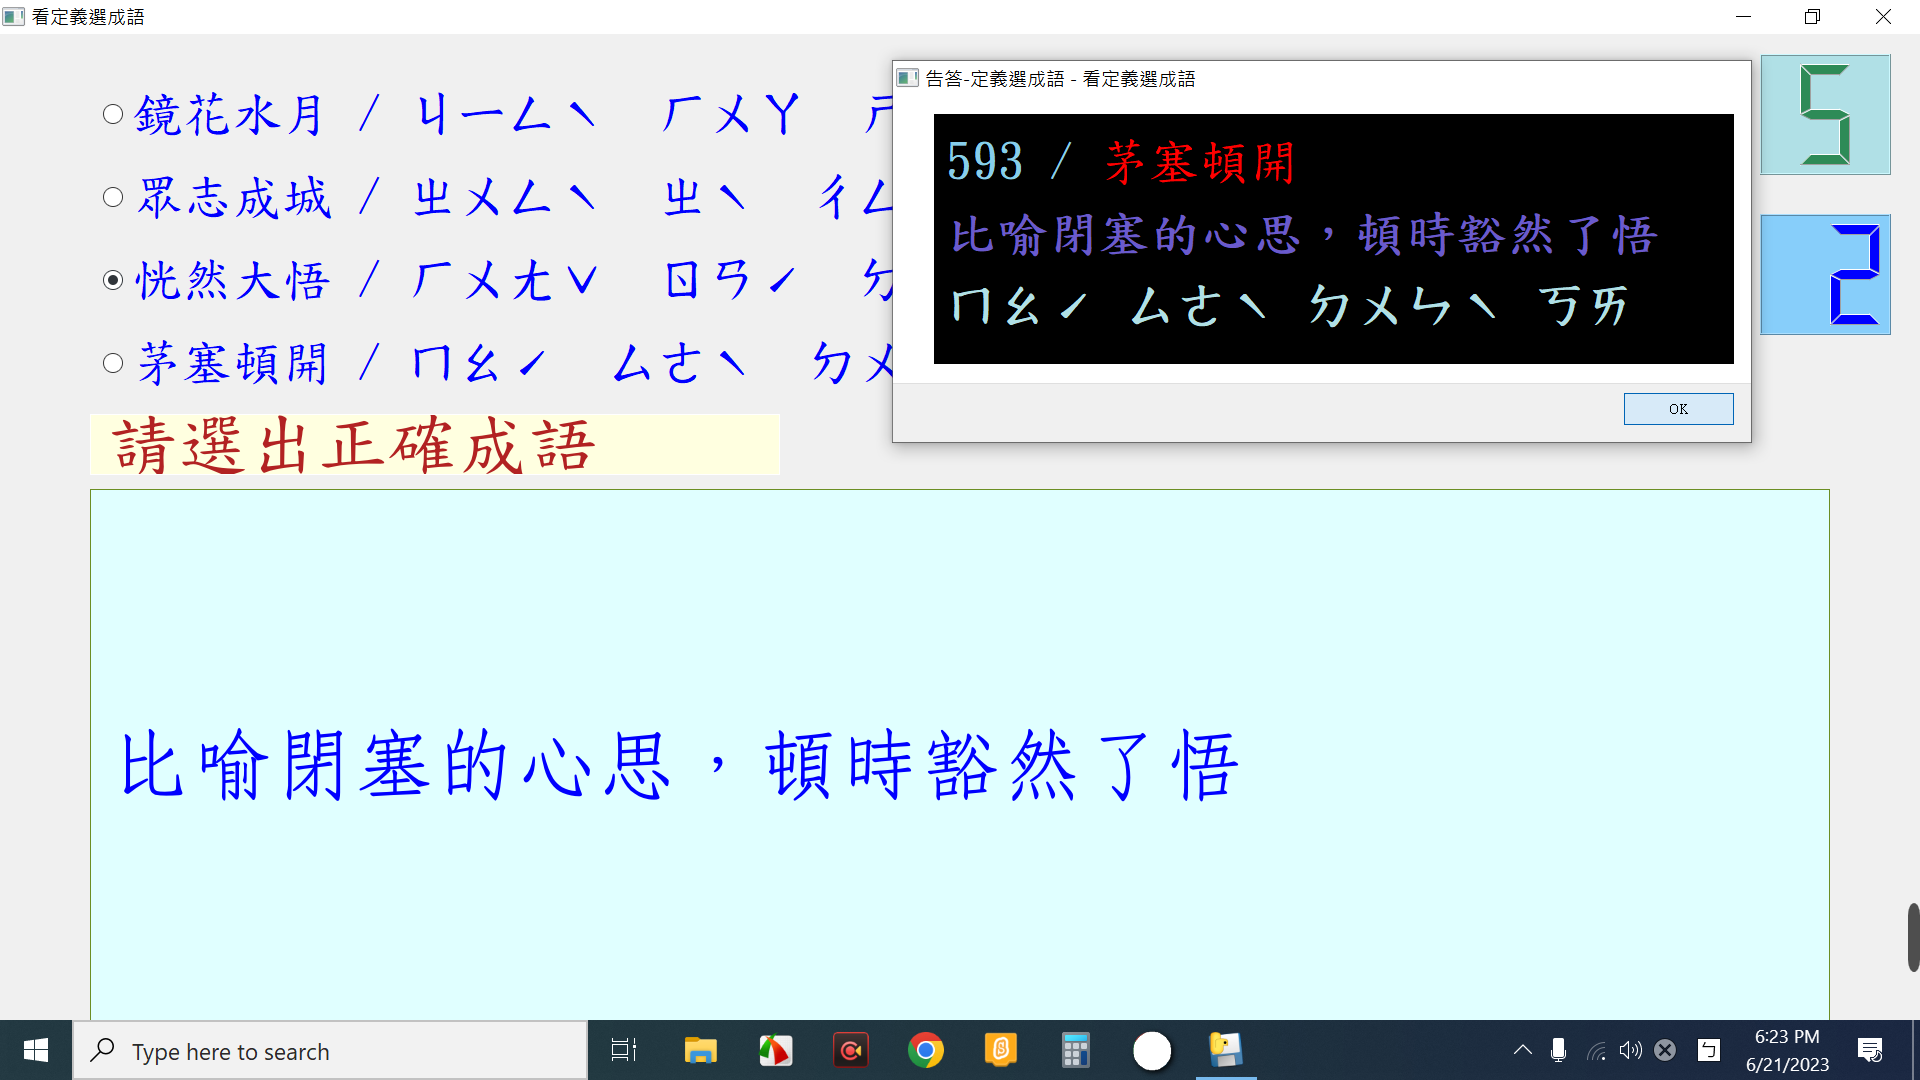 看定義選成語
鏡花水月 / ㄐㄧㄥˋ ㄏㄨㄚ
眾志成城 / ㄓㄨㄥˋ ㄓˋ ㄔㄥ
恍然大悟 / ㄏㄨㄤˇ ㄖㄢˊ ㄉ
茅塞頓開 / ㄇㄠˊ ㄙㄜˋ ㄉㄨ
請選出正確成語
比喻閉塞的心思，頓時豁然了悟
告答-定義選成語 - 看定義選成語
593 / 茅塞頓開
比喻閉塞的心思，頓時豁然了悟
ㄇㄠˊ ㄙㄜˋ ㄉㄨㄣˋ ㄎㄞ
OK
5
2
Type here to search
ㄅ
6:23 PM
6/21/2023